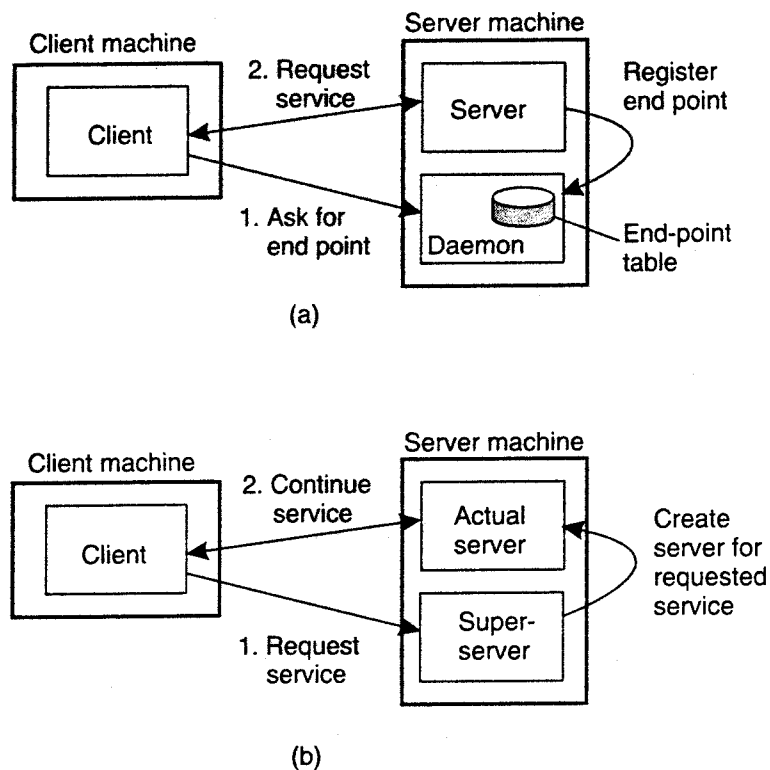 Server machine
Client machine
2. Request
service
Register
end point
Client
Server
1. Ask for
end point
Daemon
End-point
table
(a)
Server machine
Client machine
2. Continue
service
Actual
server
Create
server for
requested
service
Client
1. Request
service
Super-
server
(b)